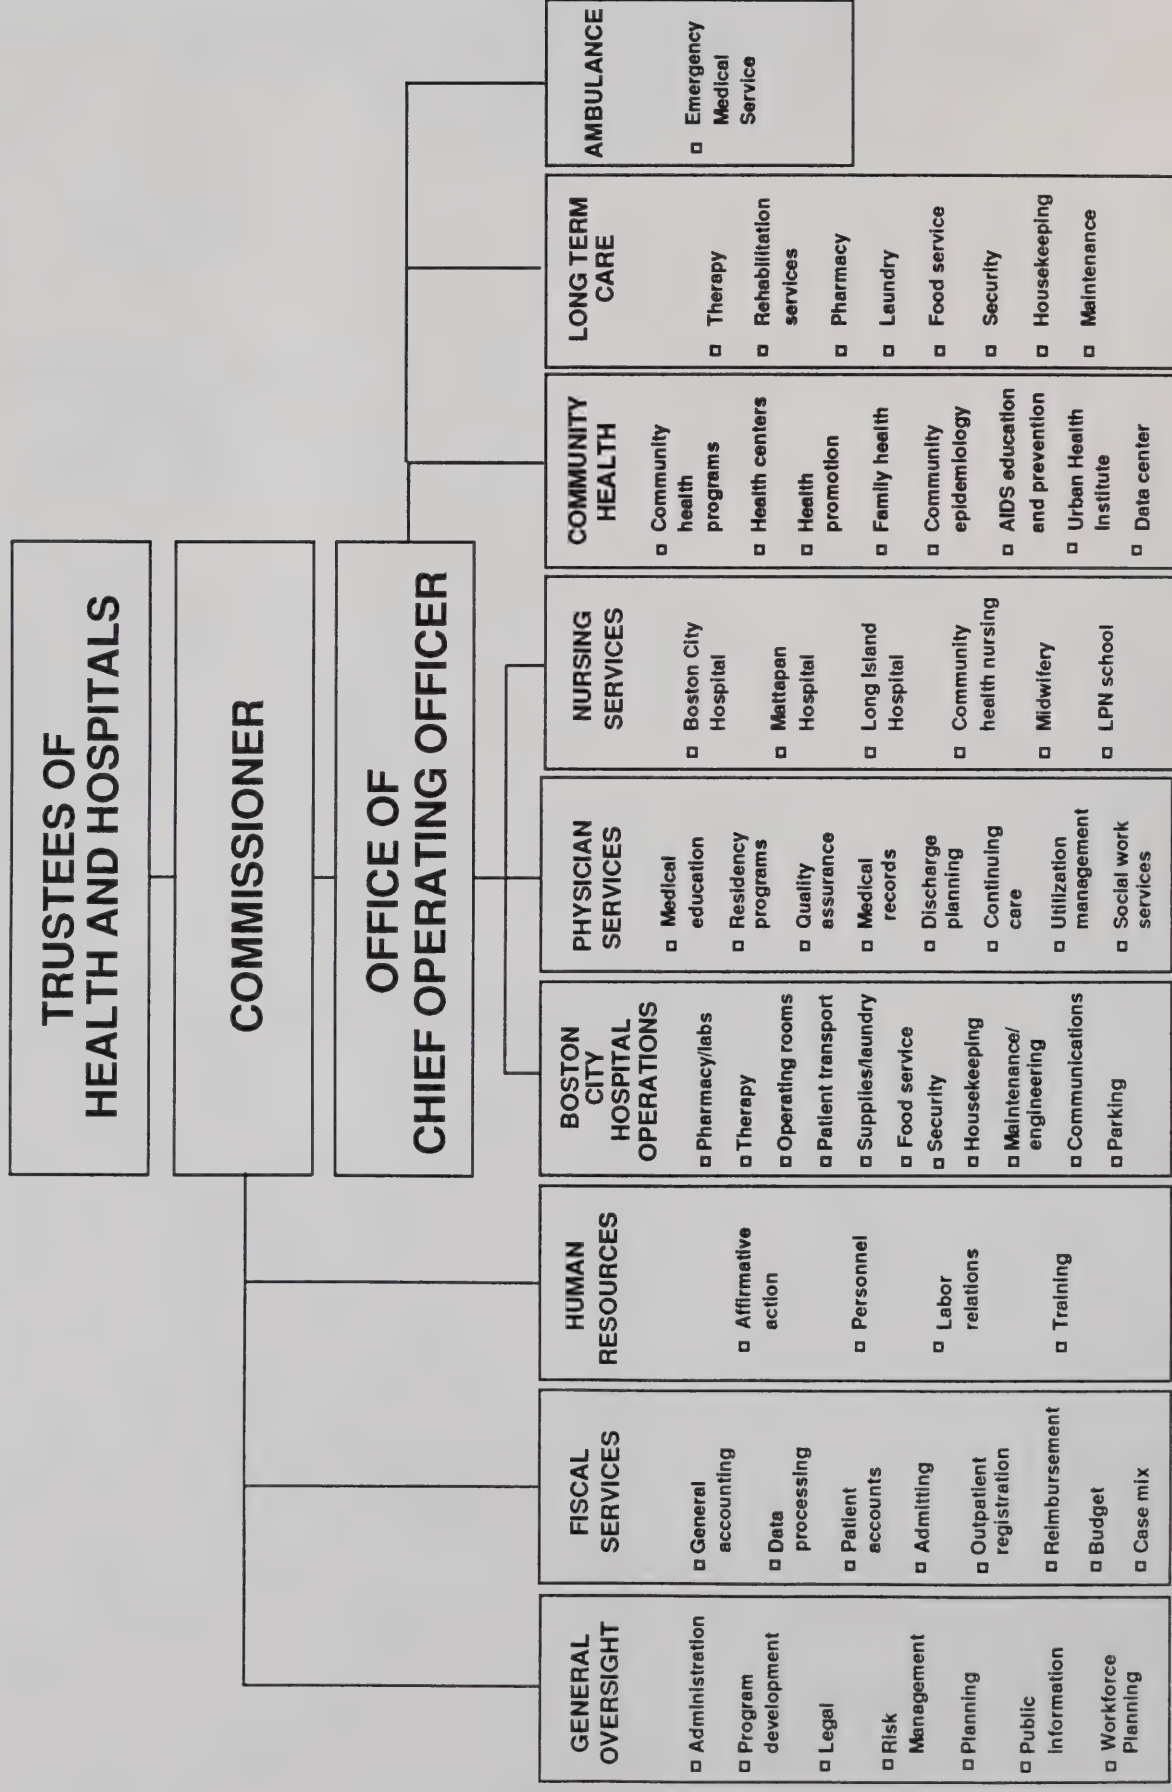 TRUSTEES OF
HEALTH AND HOSPITALS
COMMISSIONER
OFFICE OF
CHIEF OPERATING OFFICER
GENERAL
OVERSIGHT
Administration
Program
development
Legal
Risk
Management
Planning
Public
Information
Workforce
Planning
FISCAL
SERVICES
General
accounting
Data
processing
Patient
accounts
Admitting
Outpatient
registration
Reimbursement
Budget
Case mix
HUMAN
RESOURCES
Affirmative
action
Personnel
Labor
relations
Training
BOSTON
CITY
HOSPITAL
OPERATIONS
Pharmacy/labs
Therapy
Operating rooms
Patient transport
Supplies/laundry
Food service
Security
Housekeeping
Maintenance/
engineering
Communications
Parking
PHYSICIAN
SERVICES
Medical
education
Residency
programs
Quality
assurance
Medical
records
Discharge
planning
Continuing
care
Utilization
management
Social work
services
NURSING
SERVICES
Boston City
Hospital
Mattapan
Hospital
Long Island
Hospital
Community
health nursing
Midwifery
LPN school
COMMUNITY
HEALTH
Community
health
programs
Health centers
Health
promotion
Family health
Community
epidemiology
AIDS education
and prevention
Urban Health
Institute
Data center
LONG TERM
CARE
Therapy
Rehabilitation
services
Pharmacy
Laundry
Food service
Security
Housekeeping
Maintenance
AMBULANCE
Emergency
Medical
Service